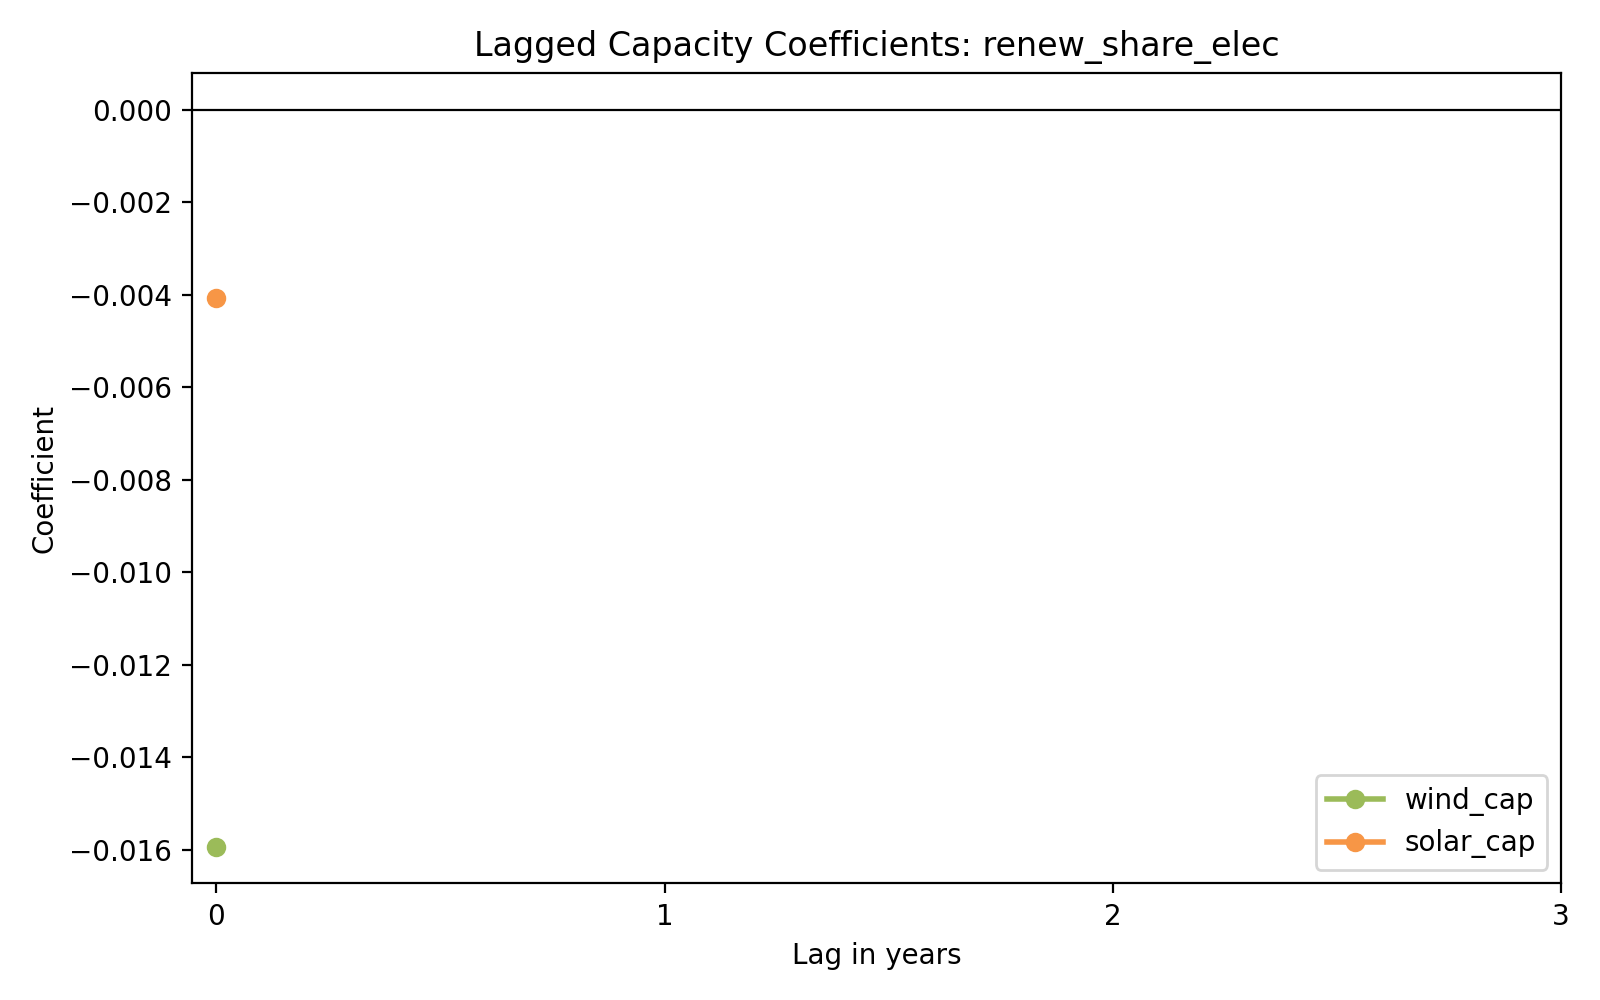 Lagged Capacity Coefficients: renew_share_elec
0.000
−0.002
−0.004
−0.006
−0.008
−0.010
−0.012
−0.014
−0.016
Coefficient
wind_cap
solar_cap
0 1 2 3
Lag in years